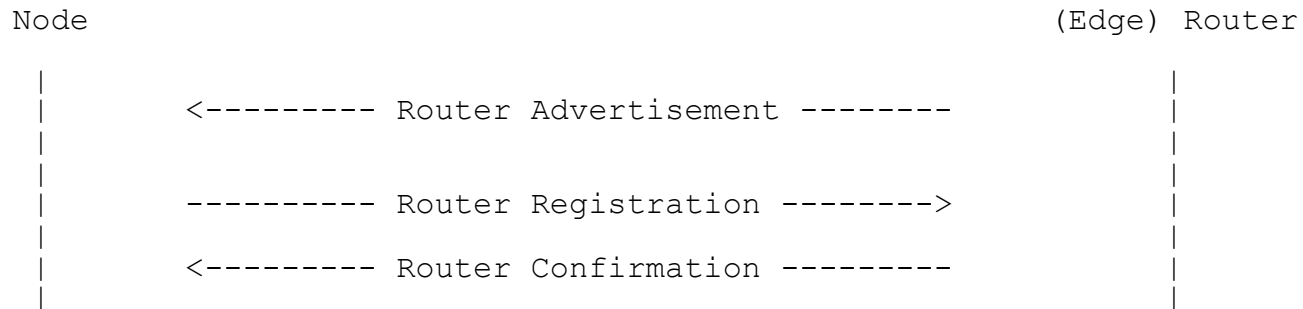 Node (Edge) Router
<--------- Router Advertisement --------
---------- Router Registration -------->
<--------- Router Confirmation ---------